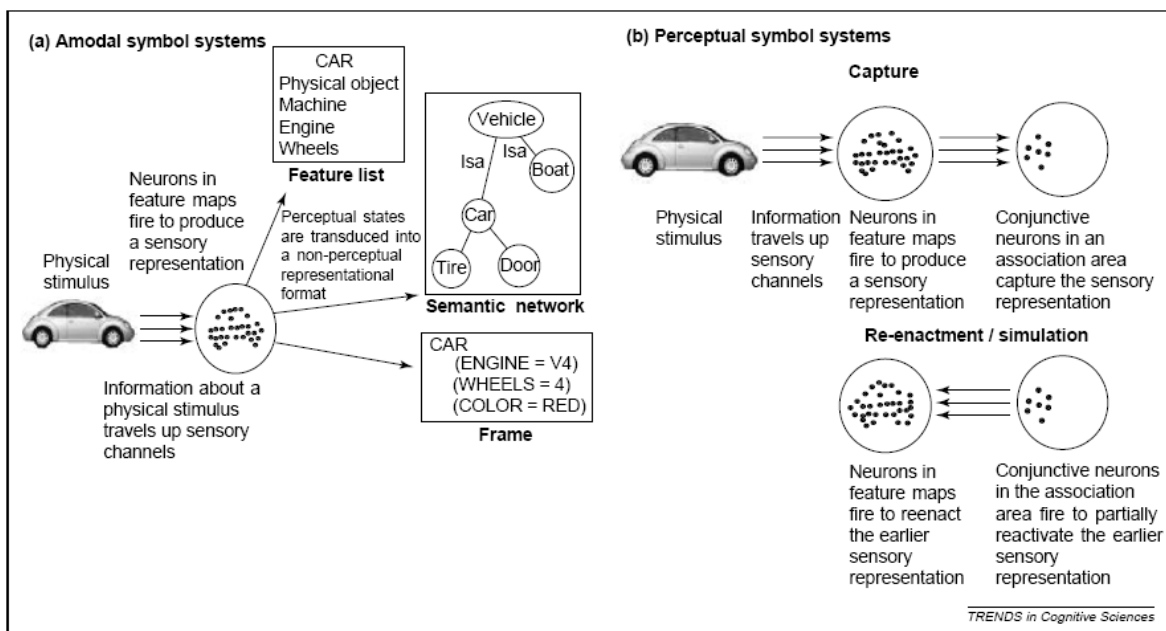 (a) Amodal symbol systems
CAR
Physical object
Machine
Engine
Wheels
Feature list
Neurons in
feature maps
fire to produce
a sensory
representation
Perceptual states
are transduced into
a non-perceptual
representational
format
Vehicle
Isa
Isa
Boat
Car
Tire
Door
Semantic network
Physical
stimulus
CAR
(ENGINE = V4)
(WHEELS = 4)
(COLOR = RED)
Frame
Information about a
physical stimulus
travels up sensory
channels
(b) Perceptual symbol systems
Capture
Physical
stimulus
Information
travels up
sensory
channels
Neurons in
feature maps
fire to produce
a sensory
representation
Conjunctive
neurons in an
association area
capture the sensory
representation
Re-enactment / simulation
Neurons in
feature maps
fire to reenact
the earlier
sensory
representation
Conjunctive neurons
in the association
area fire to partially
reactivate the earlier
sensory
representation
TRENDS in Cognitive Sciences